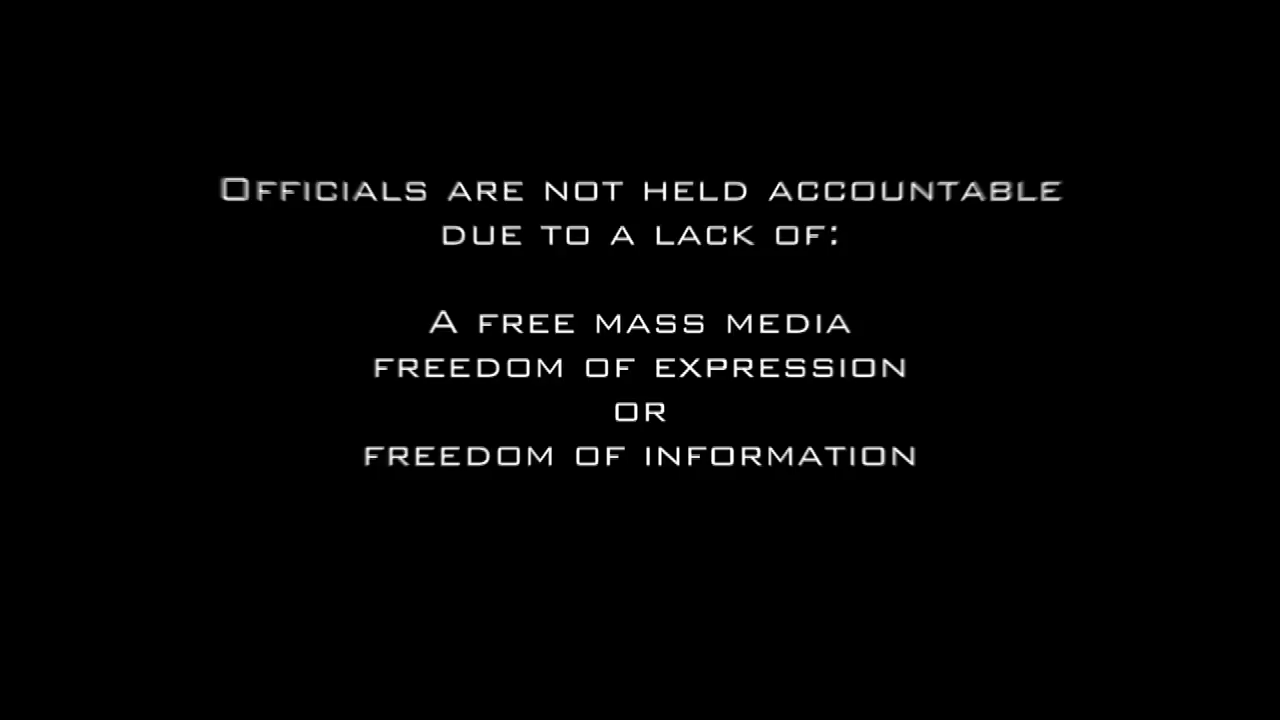 Officials are not held accountable
due to a lack of:
A free mass media
freedom of expression
or
freedom of information